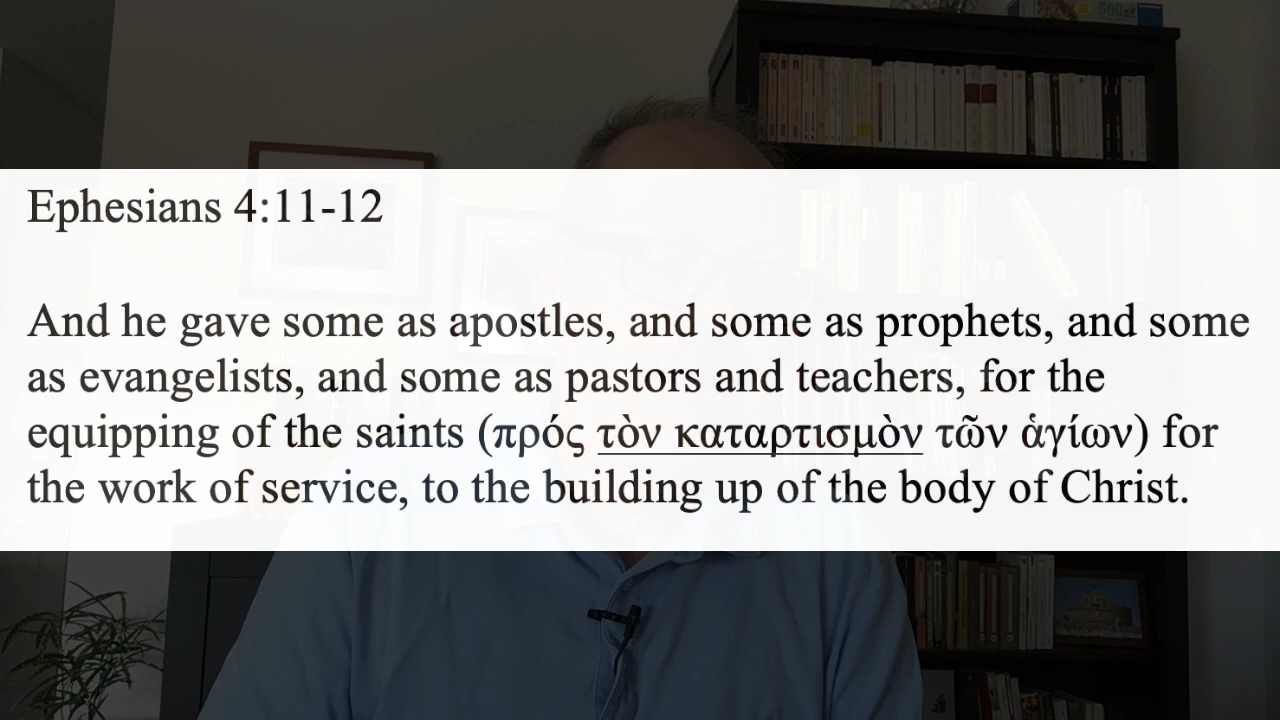 500
Ephesians 4:11-12
And he gave some as apostles, and some as prophets, and some
as evangelists, and some as pastors and teachers, for the
equipping of the saints (πρός τὸν καταρτισμὸν τῶν ἁγίων) for
the work of service, to the building up of the body of Christ.